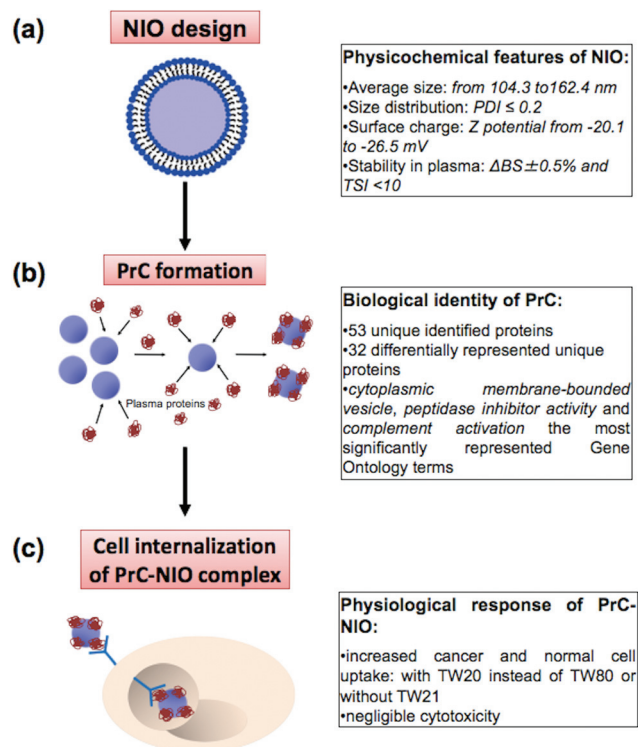 (a)
NIO design
Physicochemical features of NIO:
•Average size: from 104.3 to162.4 nm
•Size distribution: PDI ≤ 0.2
•Surface charge: Z potential from -20.1
to -26.5 mV
•Stability in plasma: ΔBS±0.5% and
TSI <10
(b)
PrC formation
Plasma proteins
Biological identity of PrC:
•53 unique identified proteins
•32 differentially represented unique
proteins
•cytoplasmic membrane-bounded
vesicle, peptidase inhibitor activity and
complement activation the most
significantly represented Gene
Ontology terms
(c)
Cell internalization
of PrC-NIO complex
Physiological response of PrC-
NIO:
•increased cancer and normal cell
uptake: with TW20 instead of TW80 or
without TW21
•negligible cytotoxicity